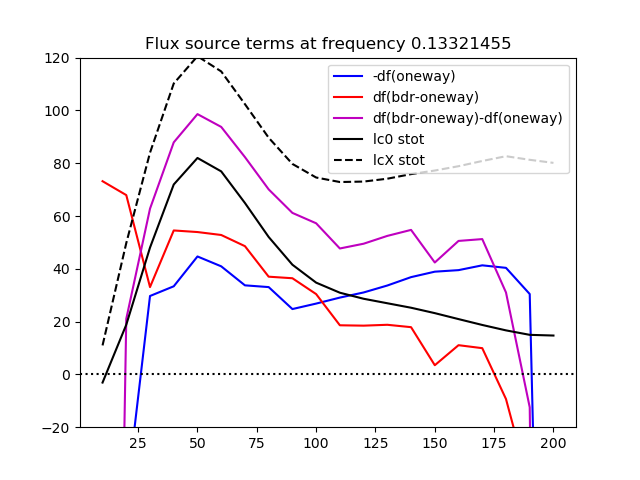 Flux source terms at frequency 0.13321455
120
100
80
60
40
20
0
−20
25
50
75
100
125
150
175
200
-df(oneway)
df(bdr-oneway)
df(bdr-oneway)-df(oneway)
lc0 stot
lcX stot